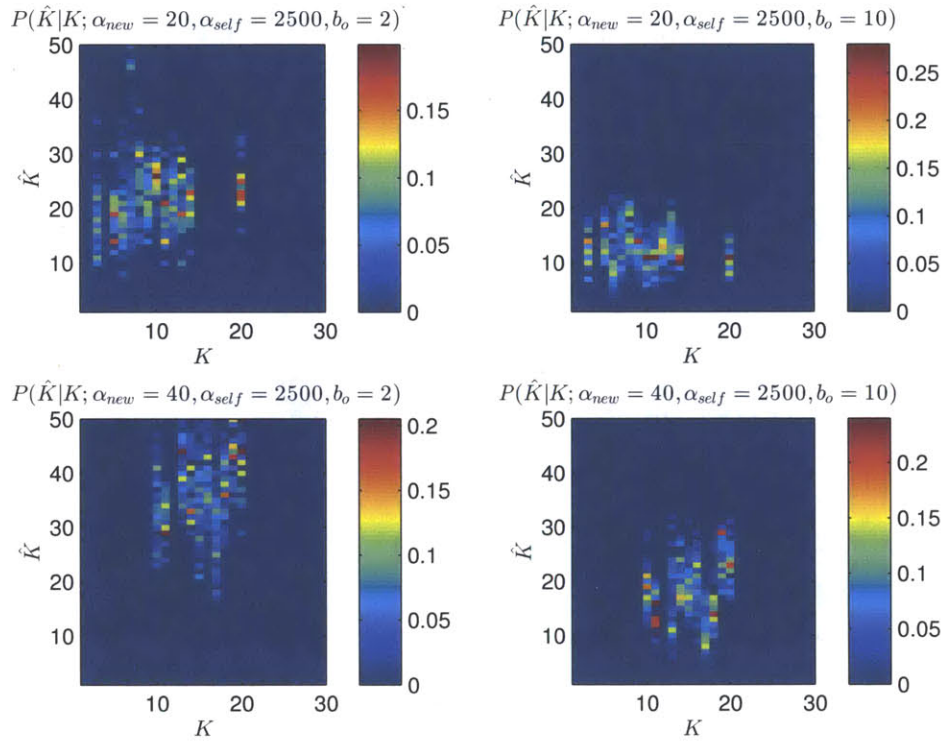 P(K̂|K; α_new = 20, α_self = 2500, b_o = 2)
50
40
30
20
10
K̂
10 20 30
K
0.15
0.1
0.05
0
P(K̂|K; α_new = 20, α_self = 2500, b_o = 10)
50
40
30
20
10
K̂
10 20 30
K
0.25
0.2
0.15
0.1
0.05
0
P(K̂|K; α_new = 40, α_self = 2500, b_o = 2)
50
40
30
20
10
K̂
10 20 30
K
0.2
0.15
0.1
0.05
0
P(K̂|K; α_new = 40, α_self = 2500, b_o = 10)
50
40
30
20
10
K̂
10 20 30
K
0.2
0.15
0.1
0.05
0